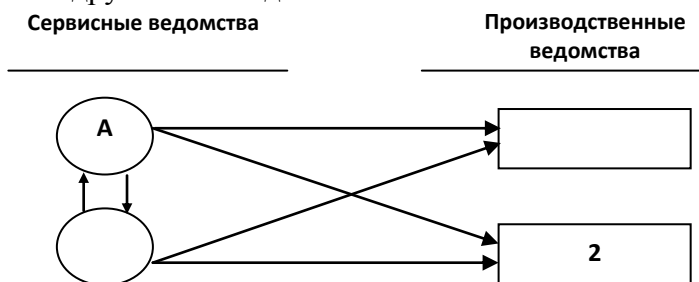 Сервисные ведомства
Производственные
ведомства
А
2